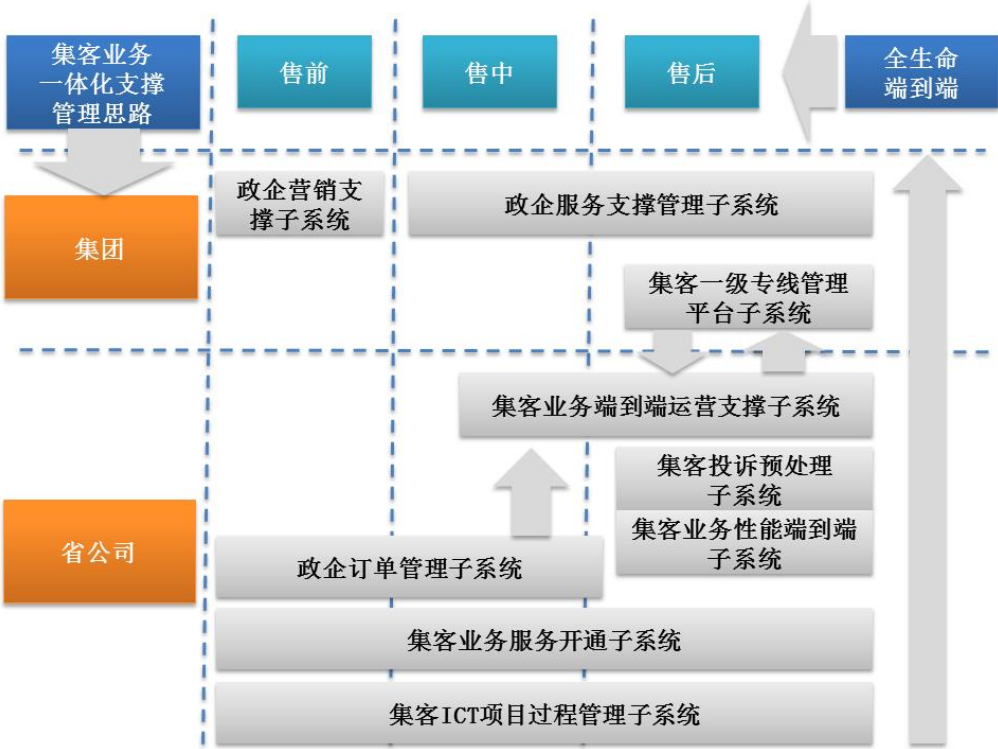 集客业务
一体化支撑
管理思路
售前
售中
售后
全生命
端到端
集团
政企营销支
撑子系统
政企服务支撑管理子系统
集客一级专线管理
平台子系统
集客业务端到端运营支撑子系统
集客投诉预处理
子系统
集客业务性能端到端
子系统
省公司
政企订单管理子系统
集客业务服务开通子系统
集客ICT项目过程管理子系统